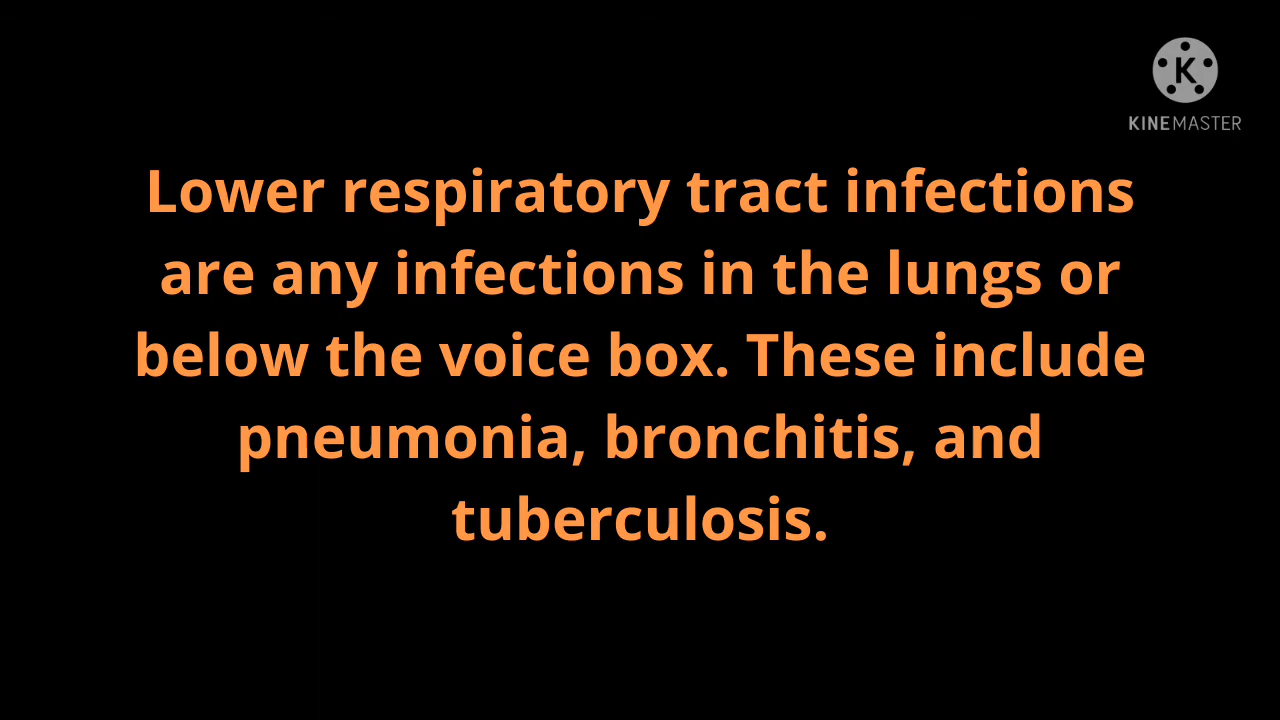 K
KINEMASTER
Lower respiratory tract infections
are any infections in the lungs or
below the voice box. These include
pneumonia, bronchitis, and
tuberculosis.